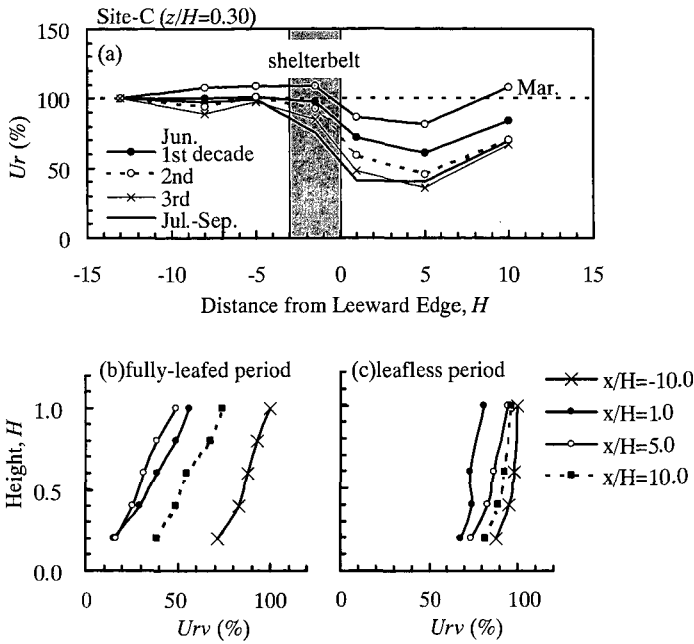 Site-C (z/H=0.30)
150
100
50
0
Ur (%)
(a)
shelterbelt
Mar.
Jun.
1st decade
2nd
3rd
Jul.-Sep.
-15 -10 -5 0 5 10 15
Distance from Leeward Edge, H
(b)fully-leafed period
(c)leafless period
1.0
0.5
0.0
Height, H
0 50 100
Urv (%)
0 50 100
Urv (%)
x/H=-10.0
x/H=1.0
x/H=5.0
x/H=10.0